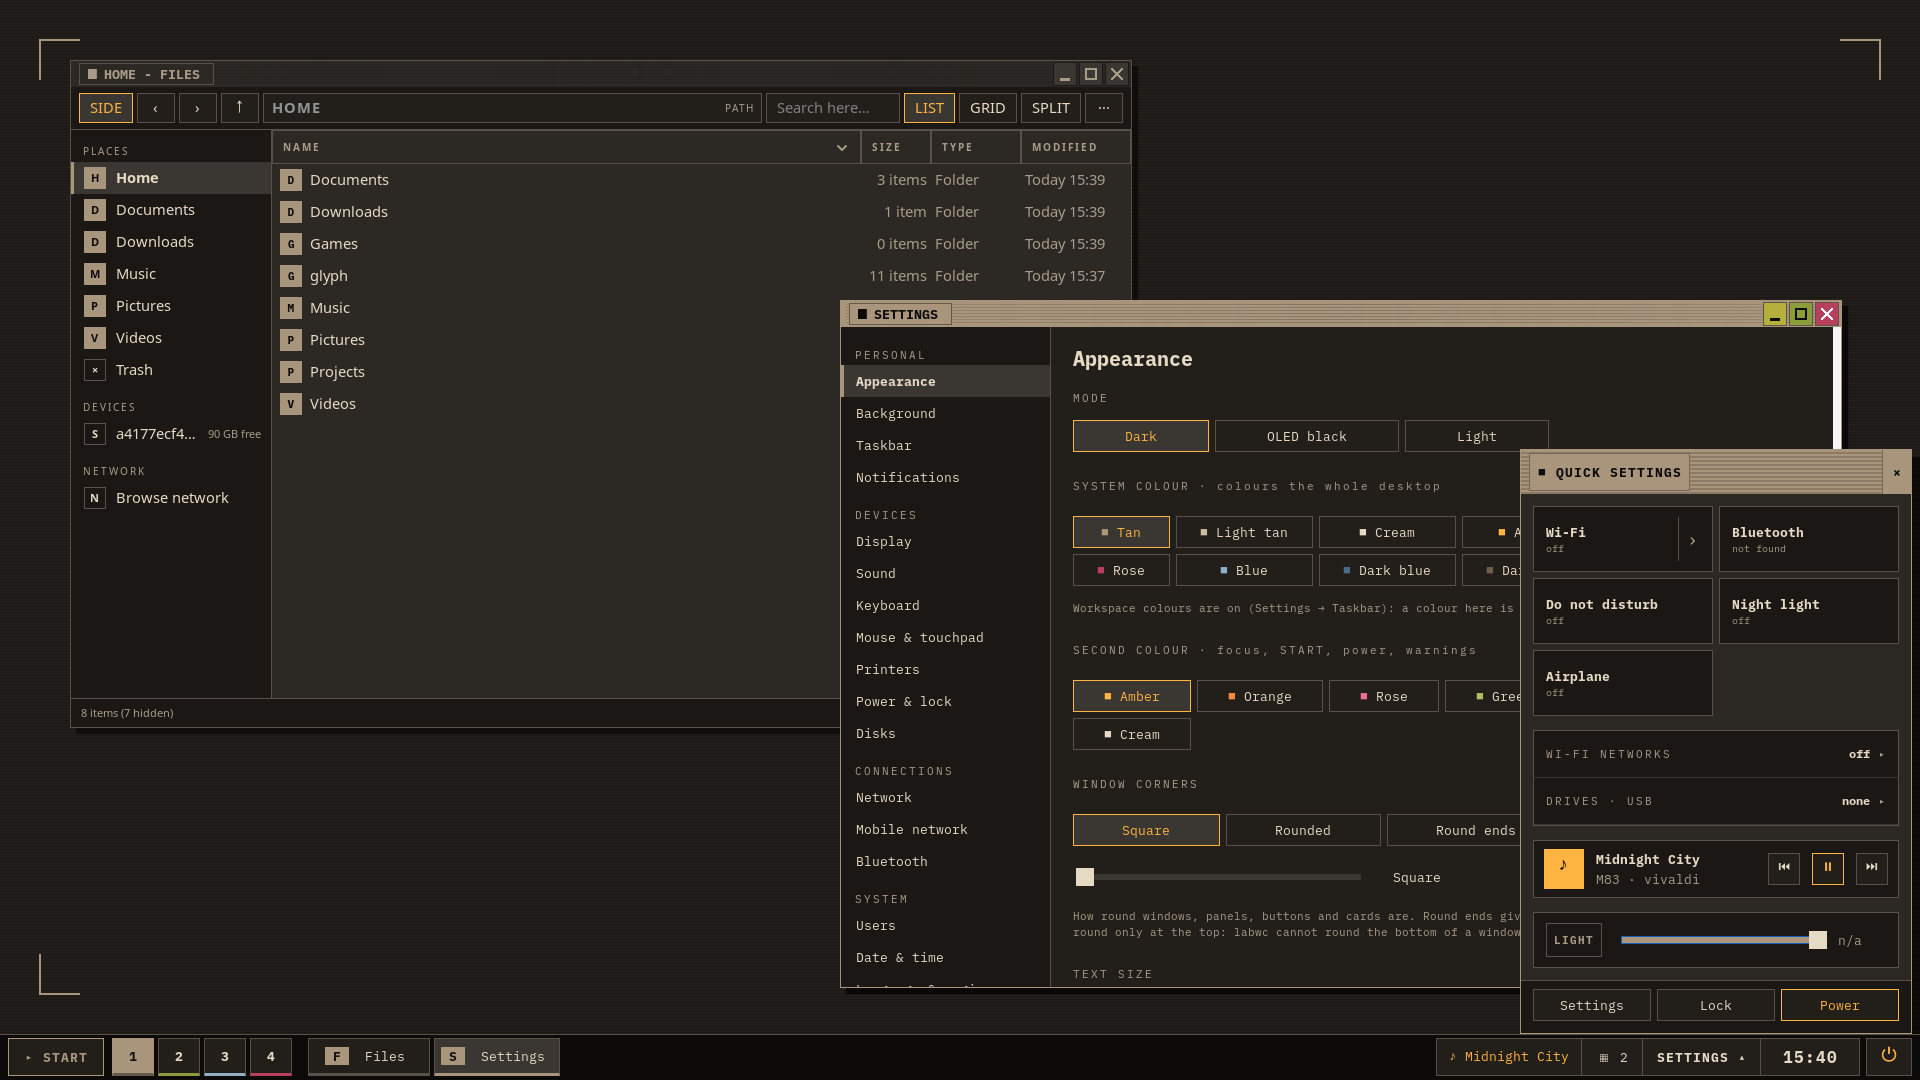 HOME - FILES
SIDE ‹ › ↑ HOME PATH Search here... LIST GRID SPLIT ...
PLACES
H Home
D Documents
D Downloads
M Music
P Pictures
V Videos
× Trash
DEVICES
S a4177ecf4... 90 GB free
NETWORK
N Browse network
NAME SIZE TYPE MODIFIED
D Documents 3 items Folder Today 15:39
D Downloads 1 item Folder Today 15:39
G Games 0 items Folder Today 15:39
G glyph 11 items Folder Today 15:37
M Music
P Pictures
P Projects
V Videos
8 items (7 hidden)
SETTINGS
PERSONAL
Appearance
Background
Taskbar
Notifications
DEVICES
Display
Sound
Keyboard
Mouse & touchpad
Printers
Power & lock
Disks
CONNECTIONS
Network
Mobile network
Bluetooth
SYSTEM
Users
Date & time
Appearance
MODE
Dark OLED black Light
SYSTEM COLOUR · colours the whole desktop
Tan Light tan Cream
Rose Blue Dark blue
Workspace colours are on (Settings → Taskbar): a colour here is
SECOND COLOUR · focus, START, power, warnings
Amber Orange Rose
Cream
WINDOW CORNERS
Square Rounded Round ends
Square
How round windows, panels, buttons and cards are. Round ends
round only at the top: labwc cannot round the bottom of a window
TEXT SIZE
QUICK SETTINGS ×
Wi-Fi
off
›
Bluetooth
not found
Do not disturb
off
Night light
off
Airplane
off
WI-FI NETWORKS off ▸
DRIVES · USB none ▸
♪ Midnight City
M83 · vivaldi
LIGHT n/a
Settings Lock Power
▸ START 1 2 3 4 F Files S Settings ♪ Midnight City ▦ 2 SETTINGS ▴ 15:40